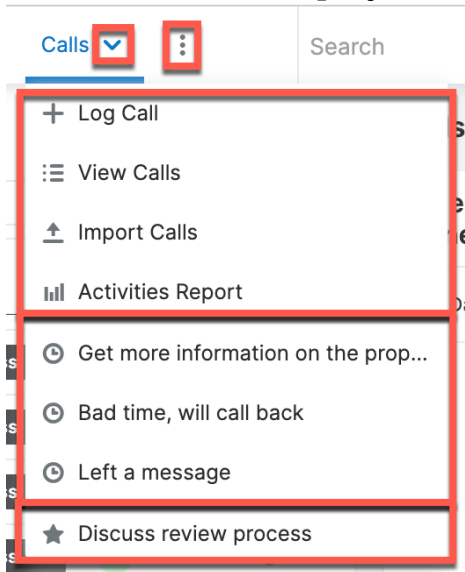 Calls
Search
Log Call
View Calls
Import Calls
Activities Report
Get more information on the prop...
Bad time, will call back
Left a message
Discuss review process